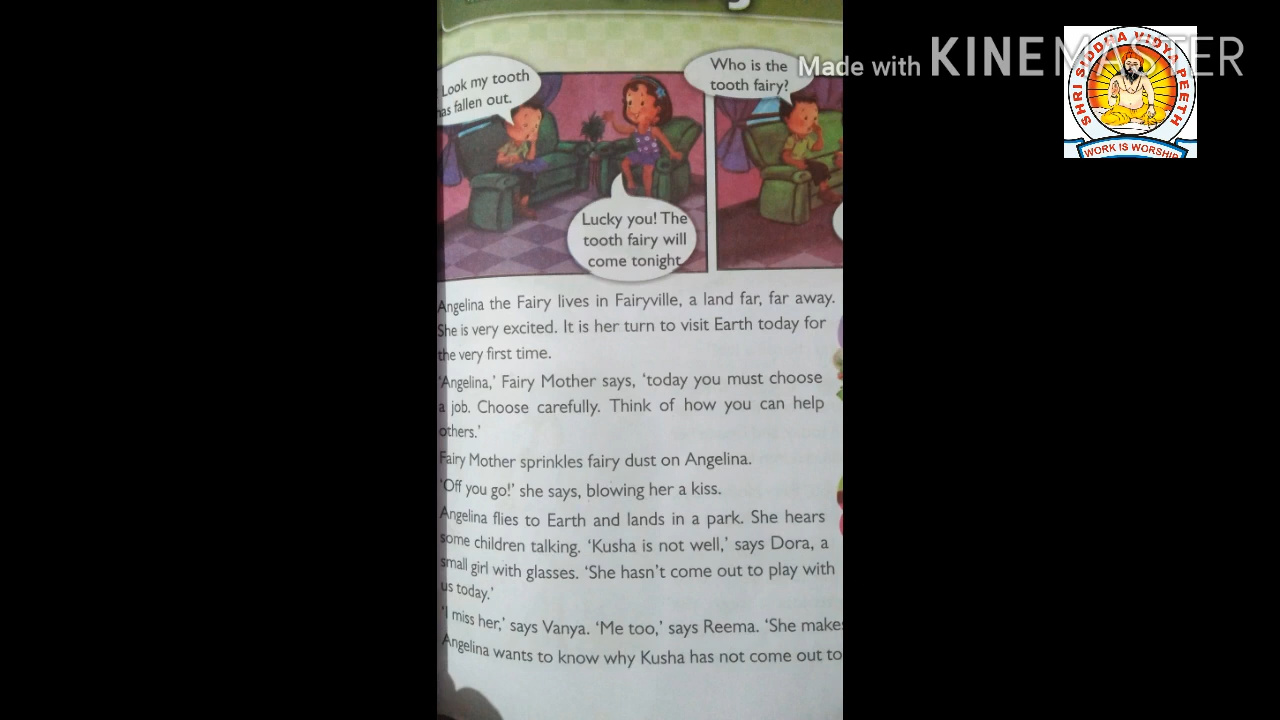 Made with KINEMASTER
SHRI SIDDHA VIDYA PEETH
WORK IS WORSHIP
Look my tooth
has fallen out.
Lucky you! The
tooth fairy will
come tonight
Who is the
tooth fairy?
Angelina the Fairy lives in Fairyville, a land far, far away.
She is very excited. It is her turn to visit Earth today for
the very first time.
'Angelina,' Fairy Mother says, 'today you must choose
a job. Choose carefully. Think of how you can help
others.'
Fairy Mother sprinkles fairy dust on Angelina.
'Off you go!' she says, blowing her a kiss.
Angelina flies to Earth and lands in a park. She hears
some children talking. 'Kusha is not well,' says Dora, a
small girl with glasses. 'She hasn't come out to play with
us today.'
'I miss her,' says Vanya. 'Me too,' says Reema. 'She makes
Angelina wants to know why Kusha has not come out to